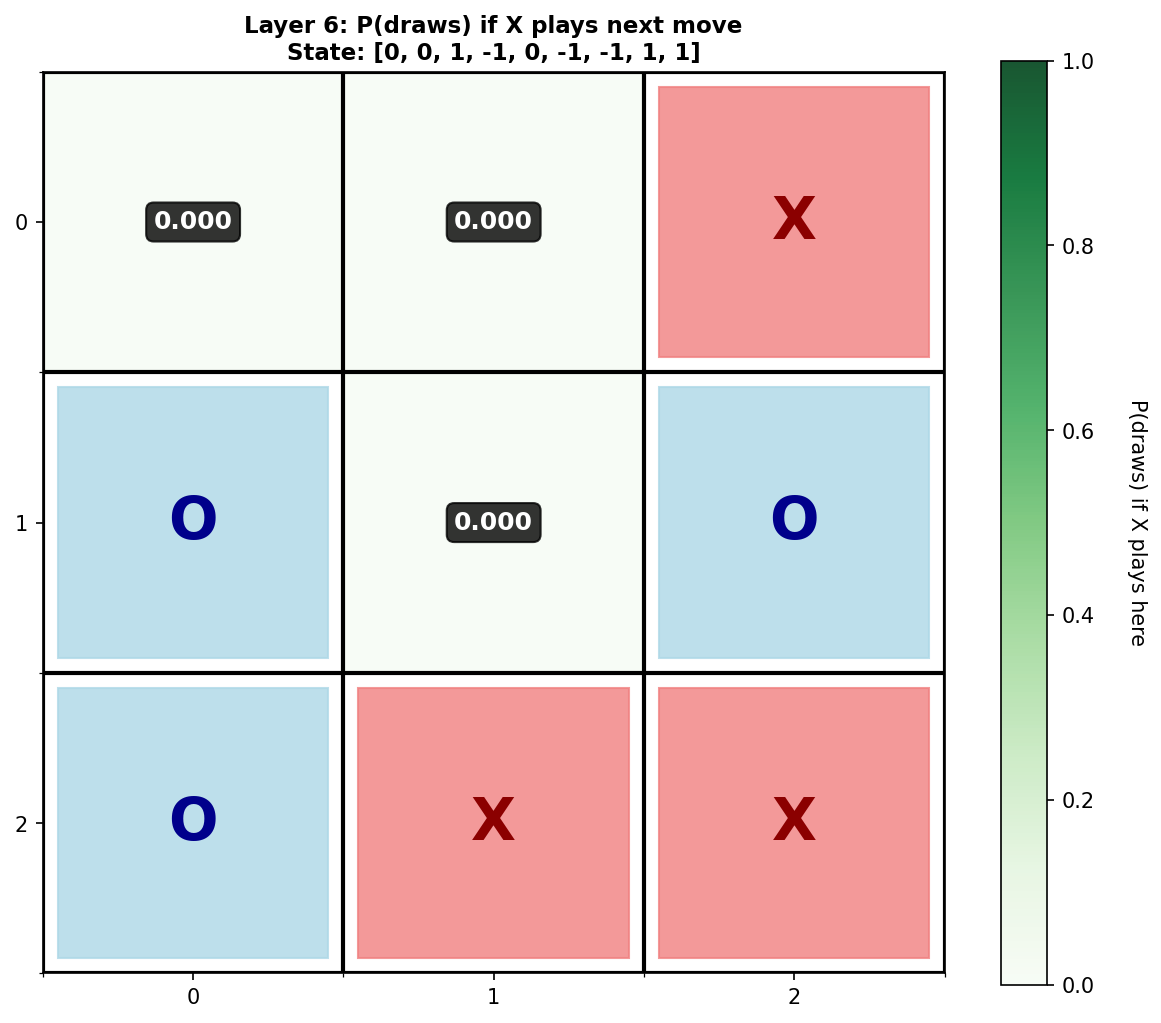 Layer 6: P(draws) if X plays next move
State: [0, 0, 1, -1, 0, -1, -1, 1, 1]
0
0.000
0.000
X
1
O
0.000
O
2
O
X
X
0
1
2
1.0
0.8
0.6
0.4
0.2
0.0
P(draws) if X plays here